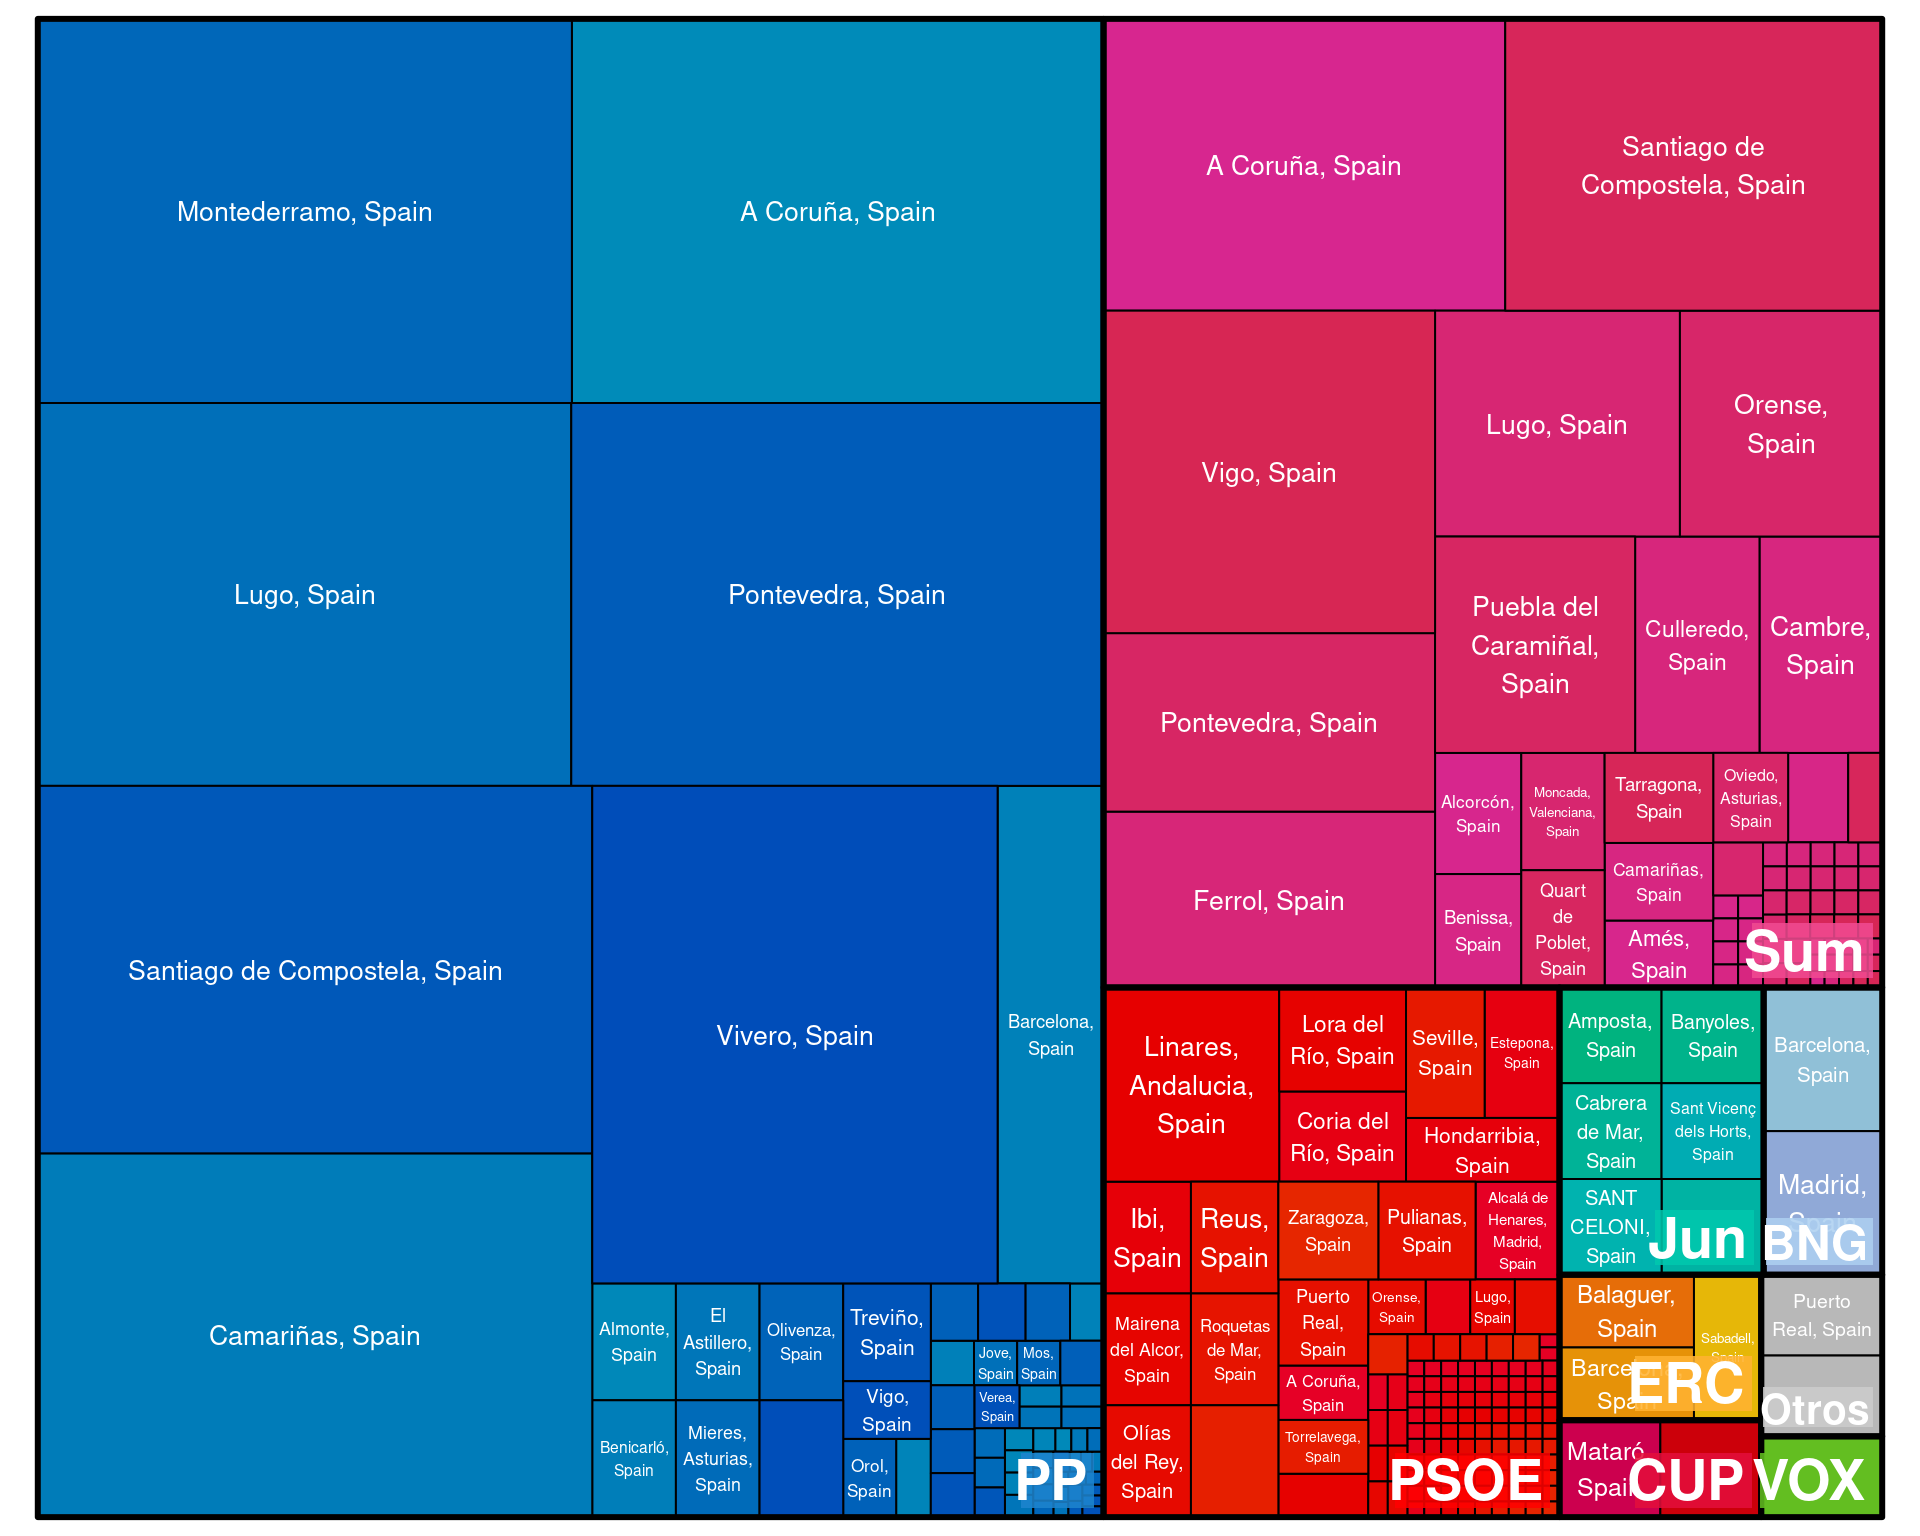 Montederramo, Spain
A Coruña, Spain
Lugo, Spain
Pontevedra, Spain
Santiago de Compostela, Spain
Vivero, Spain
Barcelona,
Spain
Camariñas, Spain
Almonte,
Spain
El
Astillero,
Spain
Olivenza,
Spain
Treviño,
Spain
Benicarló,
Spain
Mieres,
Asturias,
Spain
Vigo,
Spain
Orol,
Spain
Jove,
Spain
Mos,
Spain
Verea,
Spain
PP
A Coruña, Spain
Santiago de
Compostela, Spain
Vigo, Spain
Lugo, Spain
Orense,
Spain
Pontevedra, Spain
Ferrol, Spain
Puebla del
Caramiñal,
Spain
Culleredo,
Spain
Cambre,
Spain
Alcorcón,
Spain
Benissa,
Spain
Moncada,
Valenciana,
Spain
Quart
de
Poblet,
Spain
Tarragona,
Spain
Camariñas,
Spain
Amés,
Spain
Oviedo,
Asturias,
Spain
Sum
Linares,
Andalucia,
Spain
Lora del
Río, Spain
Coria del
Río, Spain
Seville,
Spain
Estepona,
Spain
Hondarribia,
Spain
Ibi,
Spain
Reus,
Spain
Mairena
del Alcor,
Spain
Roquetas
de Mar,
Spain
Olías
del Rey,
Spain
Zaragoza,
Spain
Pulianas,
Spain
Alcalá de
Henares,
Madrid,
Spain
Puerto
Real,
Spain
Orense,
Spain
Lugo,
Spain
A Coruña,
Spain
Torrelavega,
Spain
PSOE
Amposta,
Spain
Banyoles,
Spain
Cabrera
de Mar,
Spain
Sant Vicenç
dels Horts,
Spain
SANT
CELONI,
Spain
Jun
Barcelona,
Spain
Madrid,
Spain
BNG
Balaguer,
Spain
Sabadell,
Spain
ERC
Puerto
Real, Spain
Otros
Mataró,
Spain
CUP
VOX